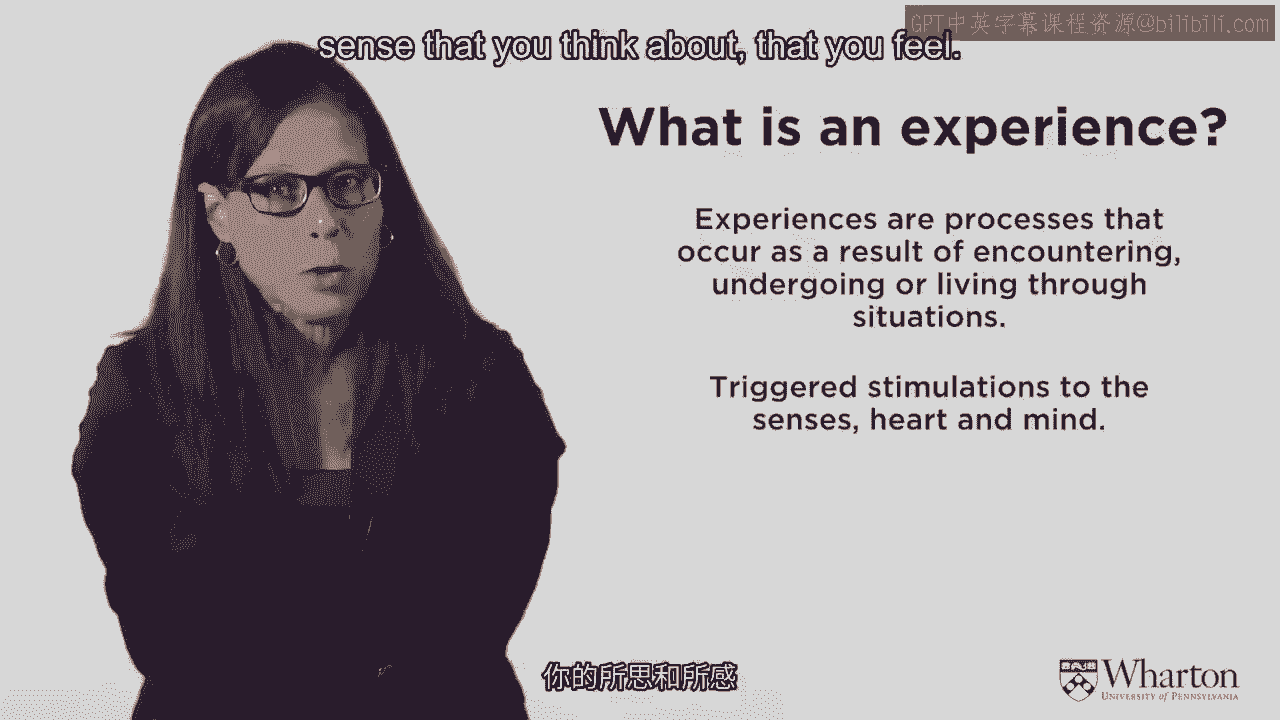 GPT中英字幕课程资源@bilibili.com
sense that you think about, that you feel.
What is an experience?
Experiences are processes that
occur as a result of encountering,
undergoing or living through
situations.
Triggered stimulations to the
senses, heart and mind.
你的所思和所感
Wharton
UNIVERSITY of PENNSYLVANIA